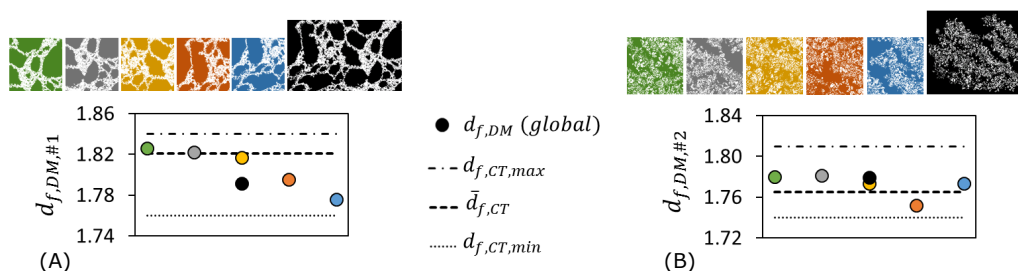 1.86
1.82
1.78
1.74
d_{f,DM,#1}
(A)
d_{f,DM} (global)
d_{f,CT,max}
d̄_{f,CT}
d_{f,CT,min}
1.84
1.80
1.76
1.72
d_{f,DM,#2}
(B)